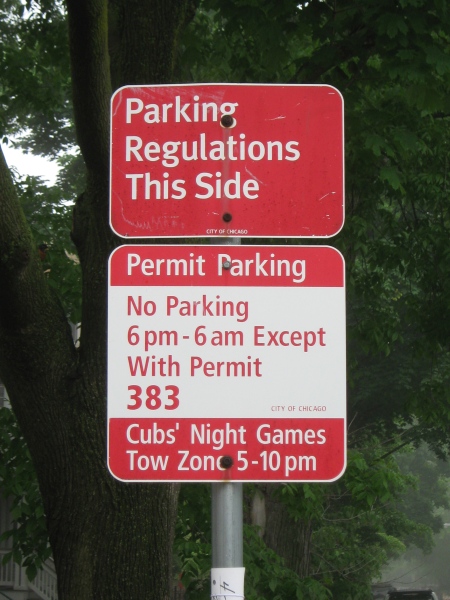 Parking
Regulations
This Side
CITY OF CHICAGO
Permit Parking
No Parking
6pm-6am Except
With Permit
383
CITY OF CHICAGO
Cubs' Night Games
Tow Zone 5-10pm